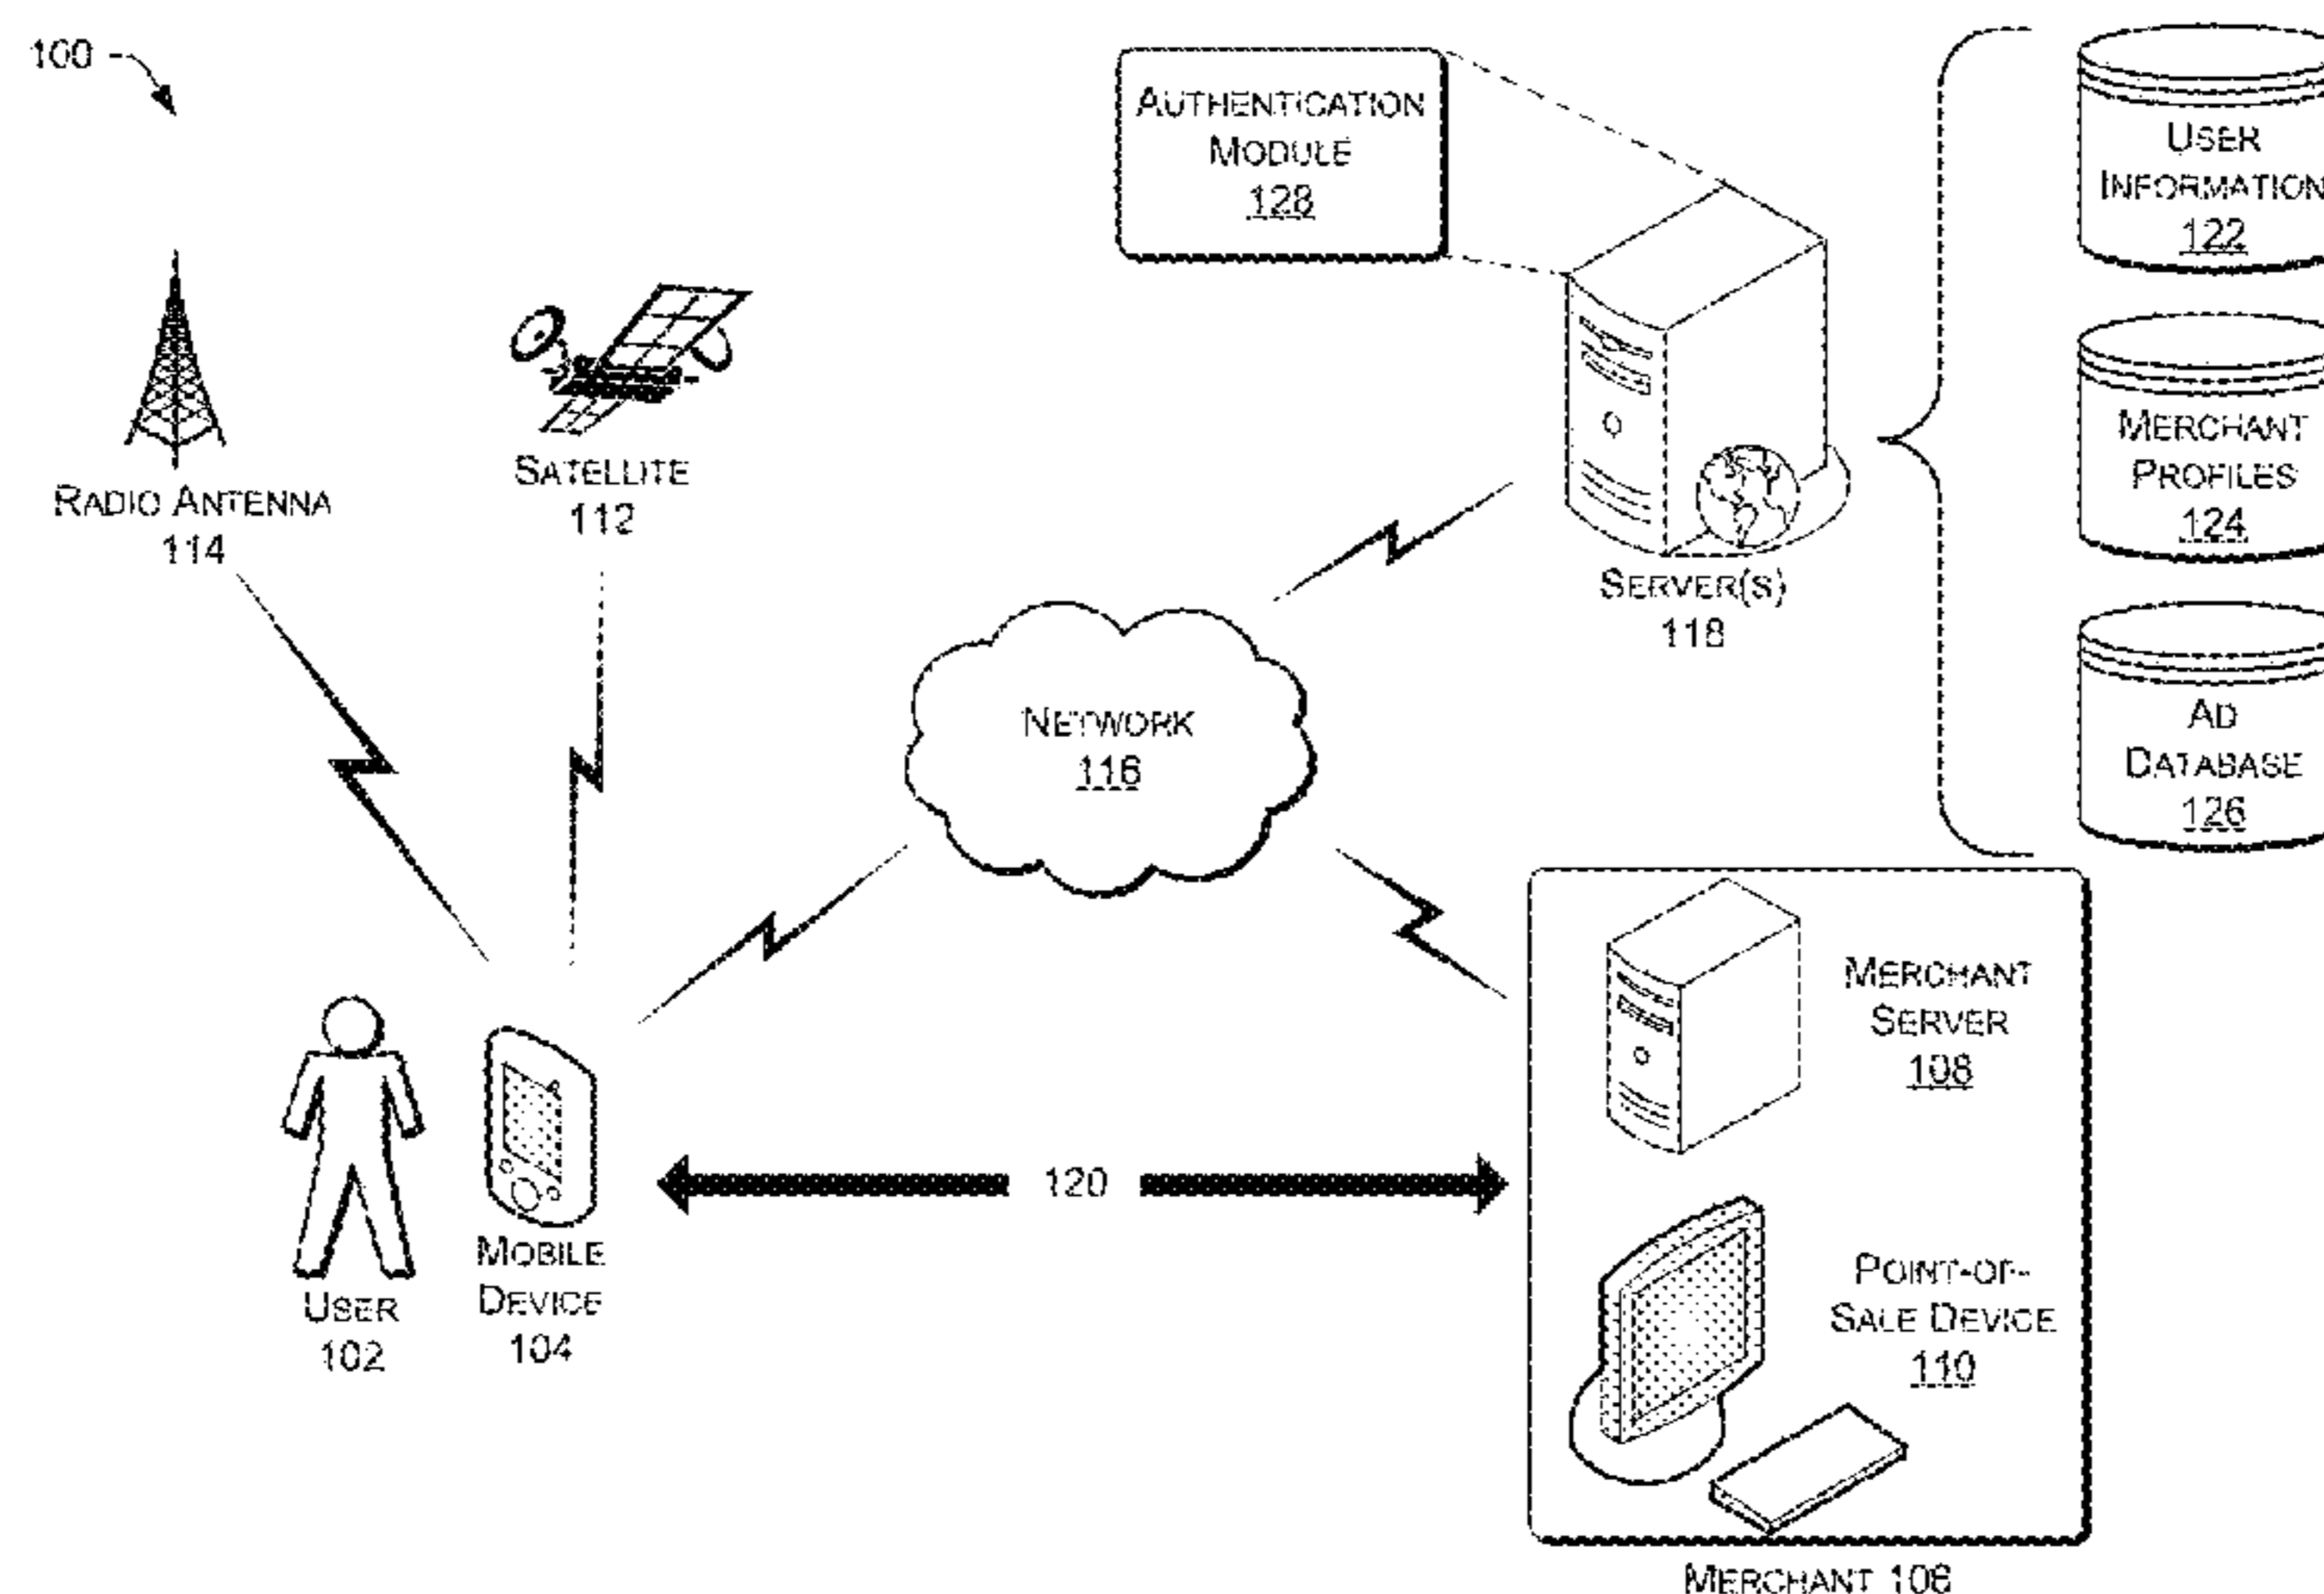 100
AUTHENTICATION
MODULE
128
USER
INFORMATION
122
RADIO ANTENNA
114
SATELLITE
112
MERCHANT
PROFILES
124
SERVER(S)
118
NETWORK
116
AD
DATABASE
126
MERCHANT
SERVER
108
120
USER
102
MOBILE
DEVICE
104
POINT-OF-
SALE DEVICE
110
MERCHANT 106